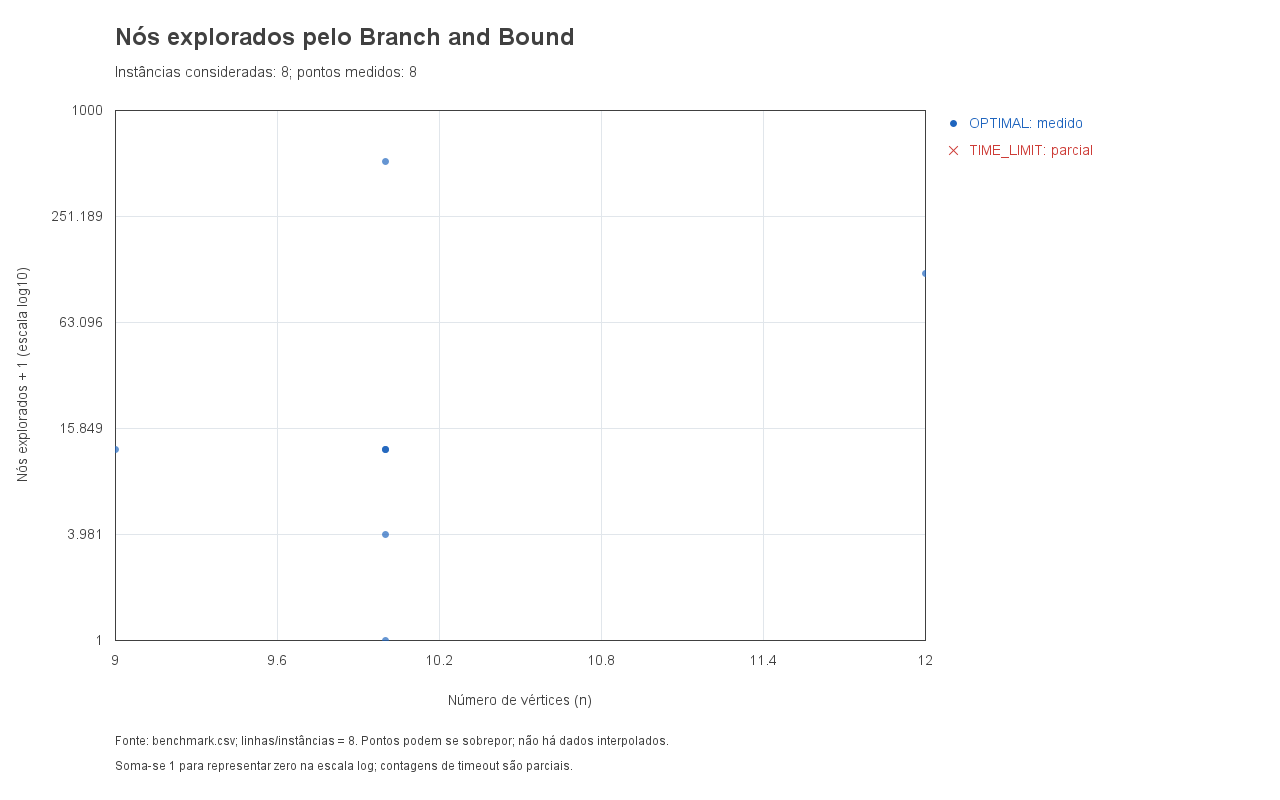 Nós explorados pelo Branch and Bound
Instâncias consideradas: 8; pontos medidos: 8
1000
251.189
63.096
15.849
3.981
1
Nós explorados + 1 (escala log10)
9
9.6
10.2
10.8
11.4
12
Número de vértices (n)
OPTIMAL: medido
TIME_LIMIT: parcial
Fonte: benchmark.csv; linhas/instâncias = 8. Pontos podem se sobrepor; não há dados interpolados.
Soma-se 1 para representar zero na escala log; contagens de timeout são parciais.